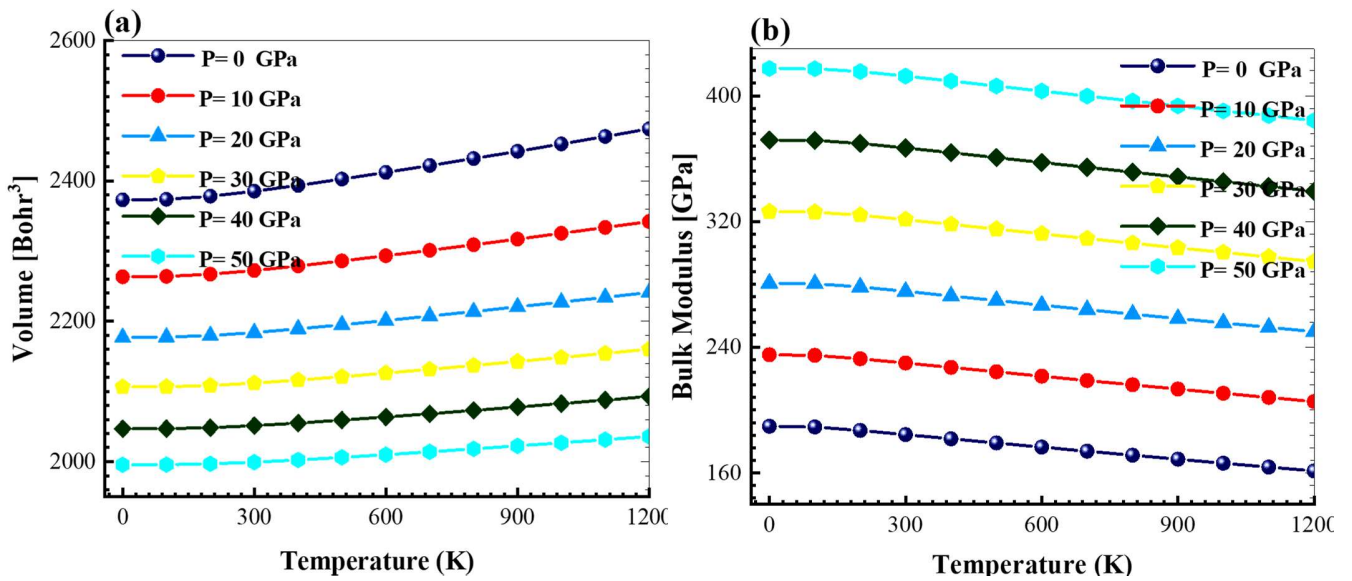 (a)
2600
2400
2200
2000
Volume [Bohr³]
P= 0 GPa
P= 10 GPa
P= 20 GPa
P= 30 GPa
P= 40 GPa
P= 50 GPa
0 300 600 900 1200
Temperature (K)
(b)
400
320
240
160
Bulk Modulus [GPa]
P= 0 GPa
P= 10 GPa
P= 20 GPa
P= 30 GPa
P= 40 GPa
P= 50 GPa
0 300 600 900 1200
Temperature (K)